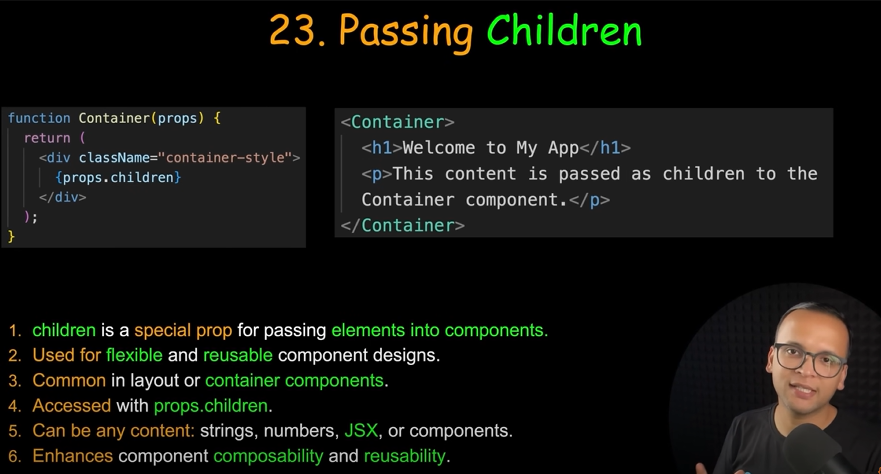 23. Passing Children
function Container(props) {
return (
<div className="container-style">
{props.children}
</div>
);
}
<Container>
<h1>Welcome to My App</h1>
<p>This content is passed as children to the
Container component.</p>
</Container>
1. children is a special prop for passing elements into components.
2. Used for flexible and reusable component designs.
3. Common in layout or container components.
4. Accessed with props.children.
5. Can be any content: strings, numbers, JSX, or components.
6. Enhances component composability and reusability.